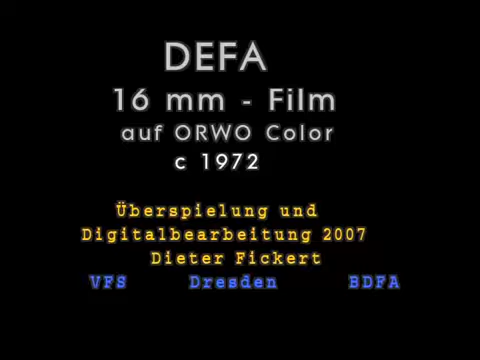 DEFA
16 mm - Film
auf ORWO Color
c 1972
Überspielung und
Digitalbearbeitung 2007
Dieter Fickert
VFS Dresden BDFA